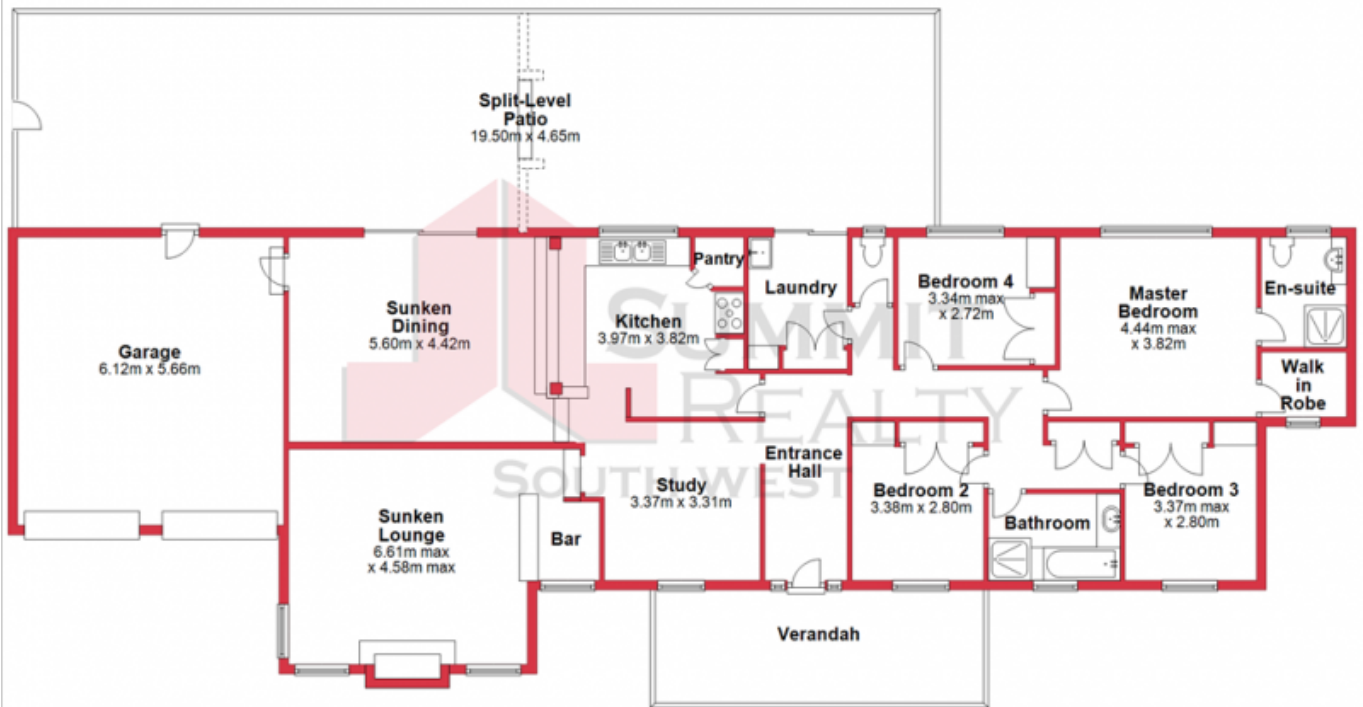 Split-Level
Patio
19.50m x 4.65m
Garage
6.12m x 5.66m
Sunken
Dining
5.60m x 4.42m
Kitchen
3.97m x 3.82m
Pantry
Laundry
Bedroom 4
3.34m max
x 2.72m
Master
Bedroom
4.44m max
x 3.82m
En-suite
Walk
in
Robe
Sunken
Lounge
6.61m max
x 4.58m max
Bar
Study
3.37m x 3.31m
Entrance
Hall
Bedroom 2
3.38m x 2.80m
Bathroom
Bedroom 3
3.37m max
x 2.80m
Verandah
SUMMIT
REALTY
SOUTHWEST